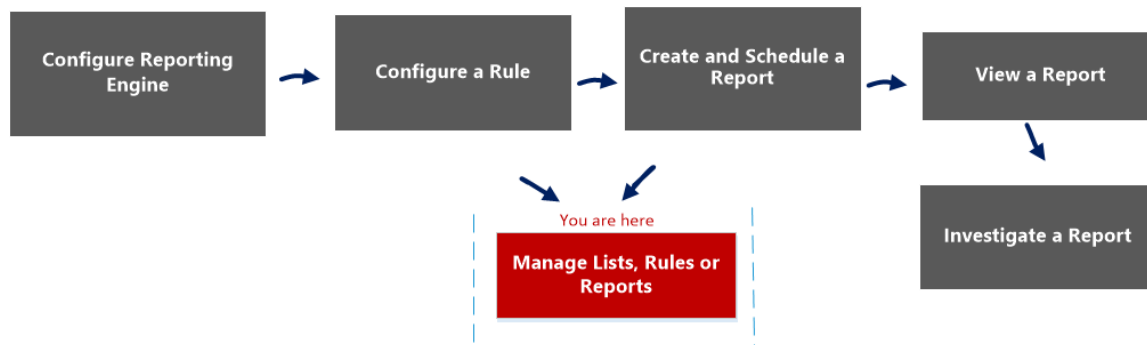 Configure Reporting
Engine
Configure a Rule
Create and Schedule a
Report
View a Report
You are here
Manage Lists, Rules or
Reports
Investigate a Report